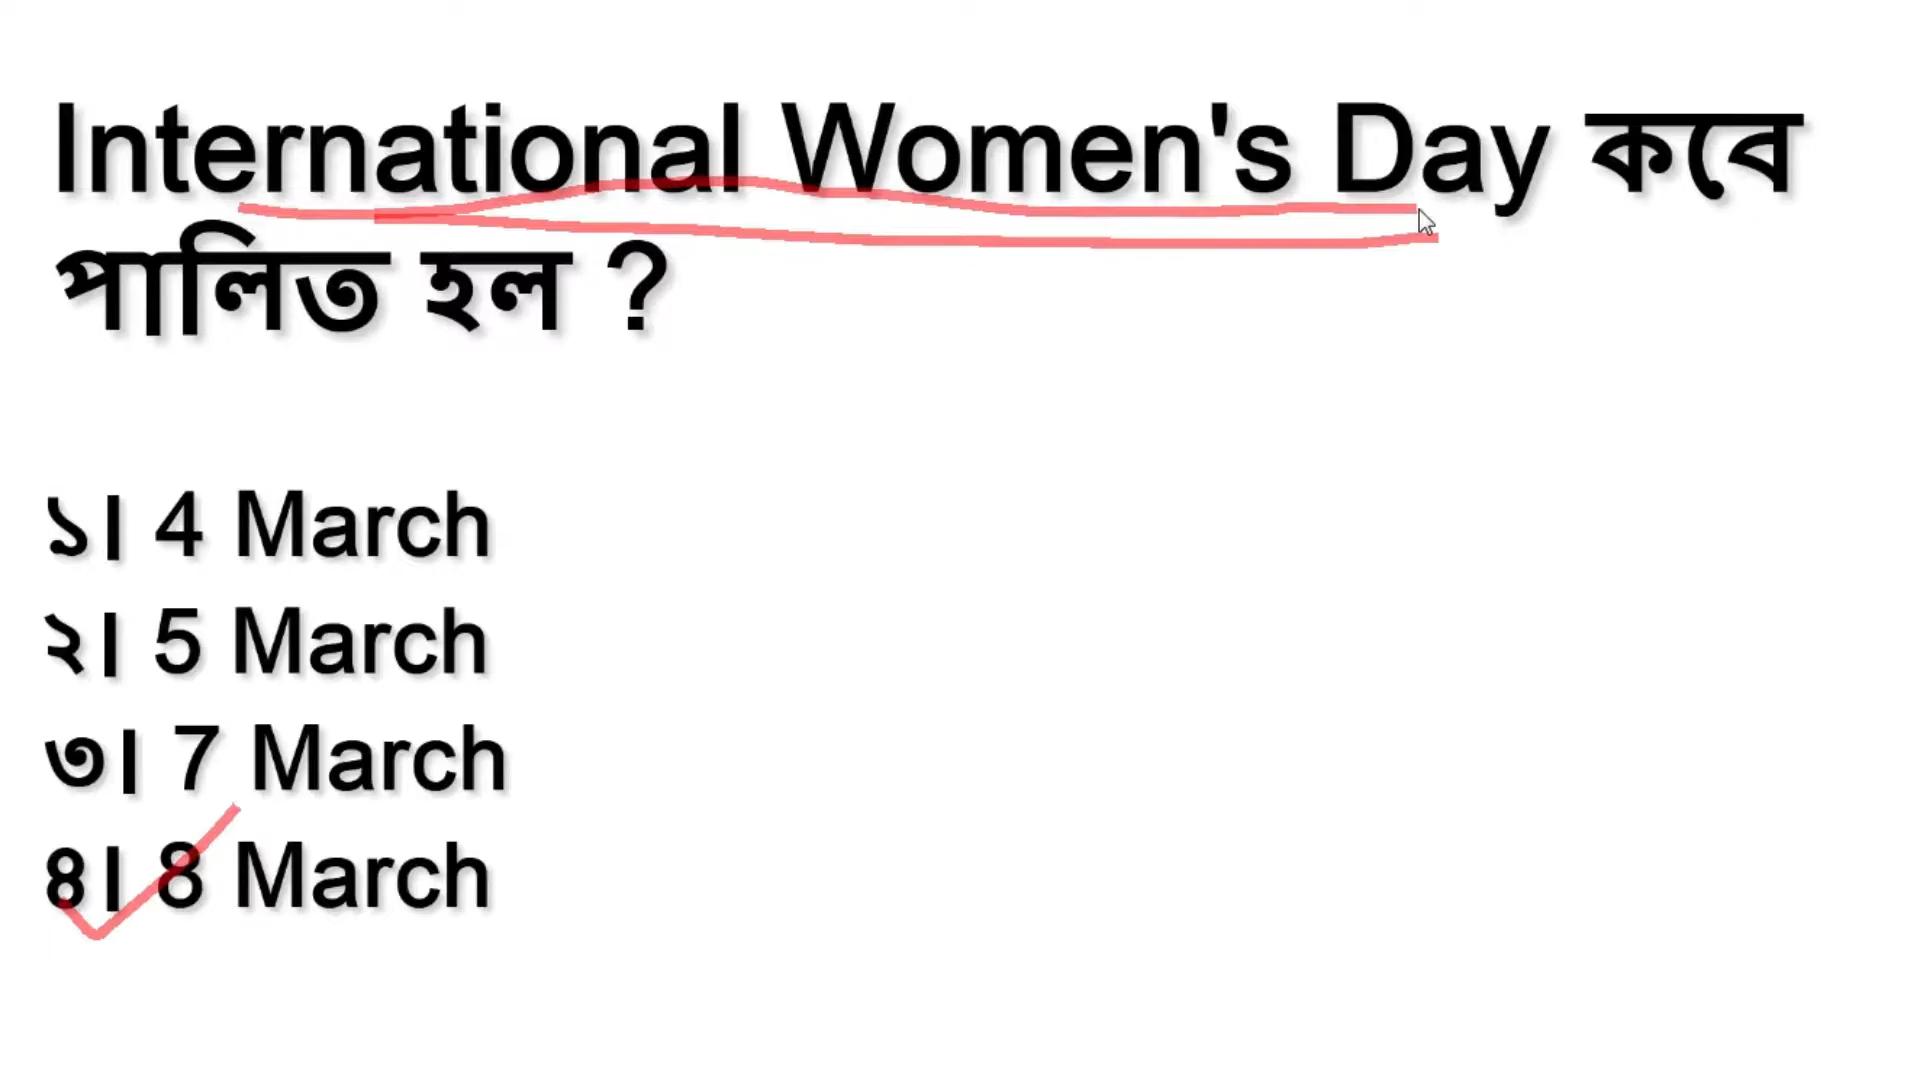 International Women's Day কবে
পালিত হল ?
১। 4 March
২। 5 March
৩। 7 March
৪। 8 March